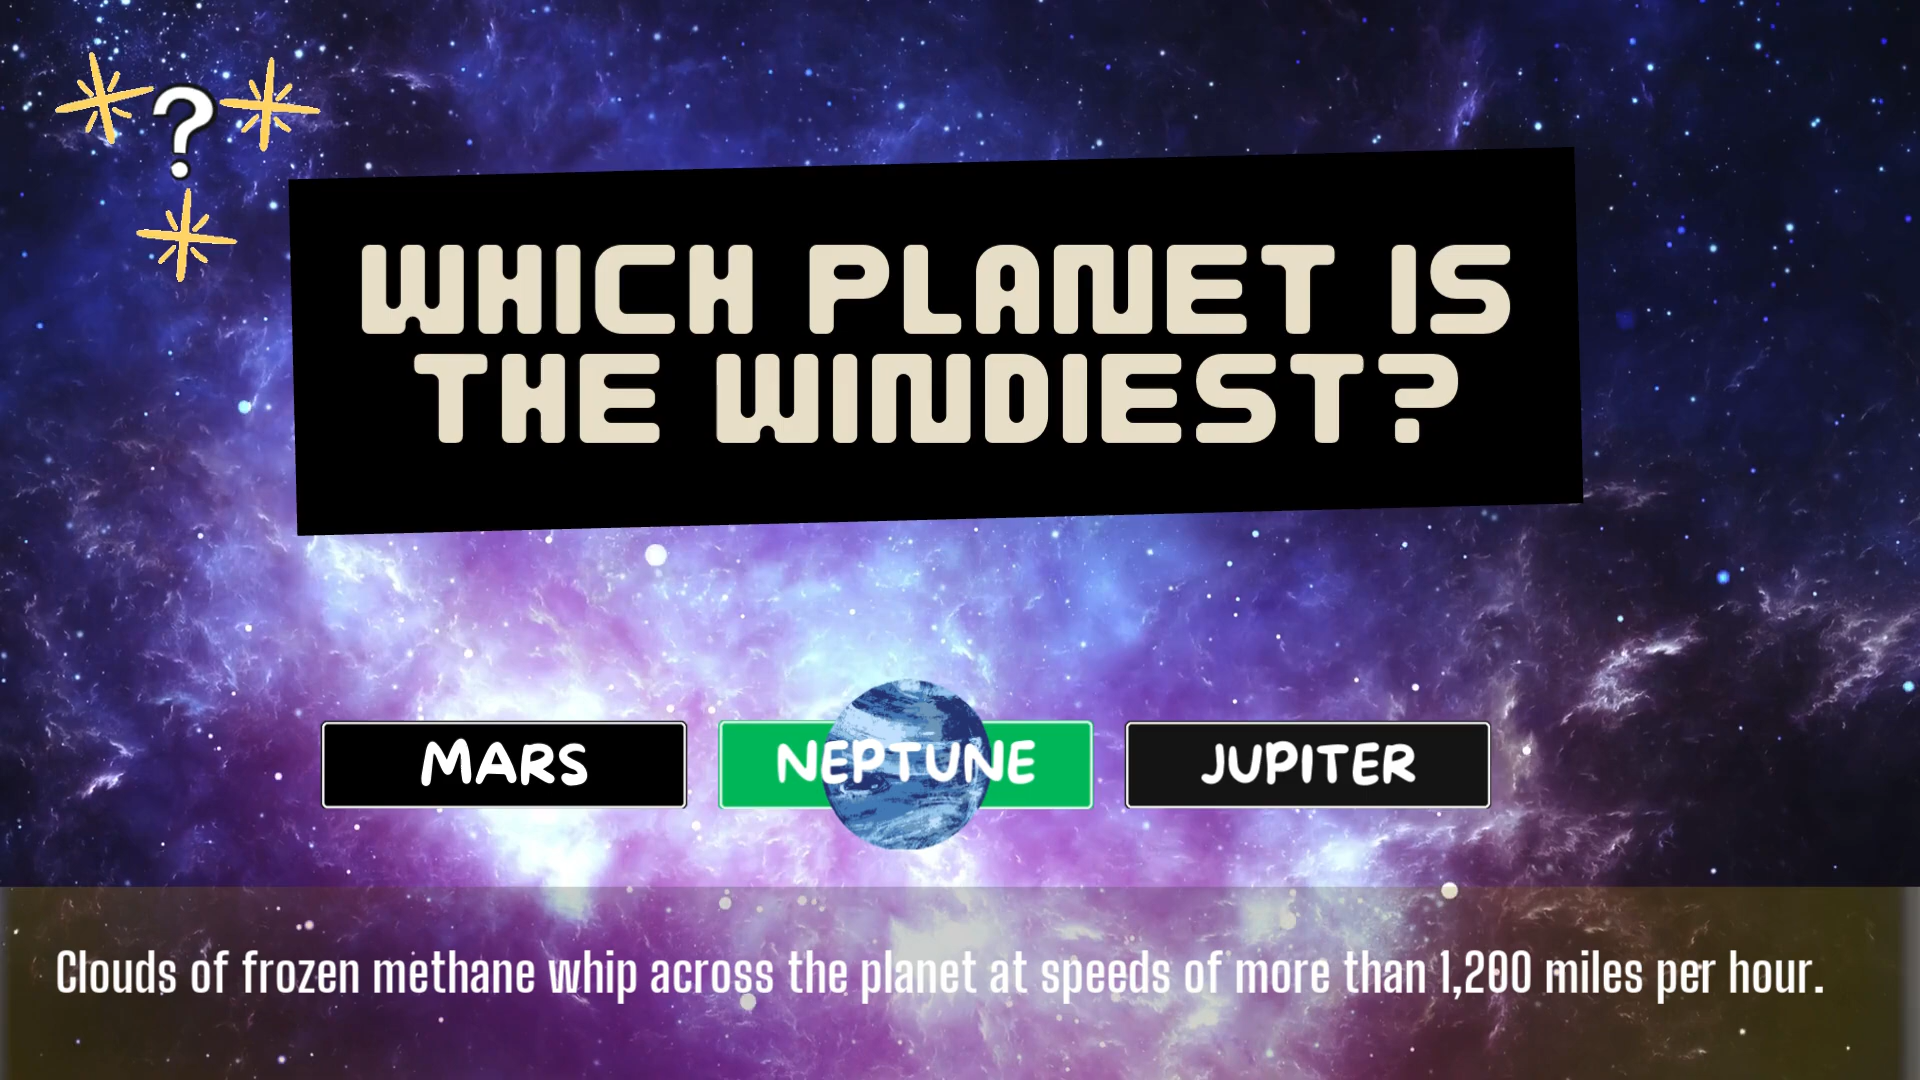 ?
WHICH PLANET IS
THE WINDIEST?
MARS
NEPTUNE
JUPITER
Clouds of frozen methane whip across the planet at speeds of more than 1,200 miles per hour.